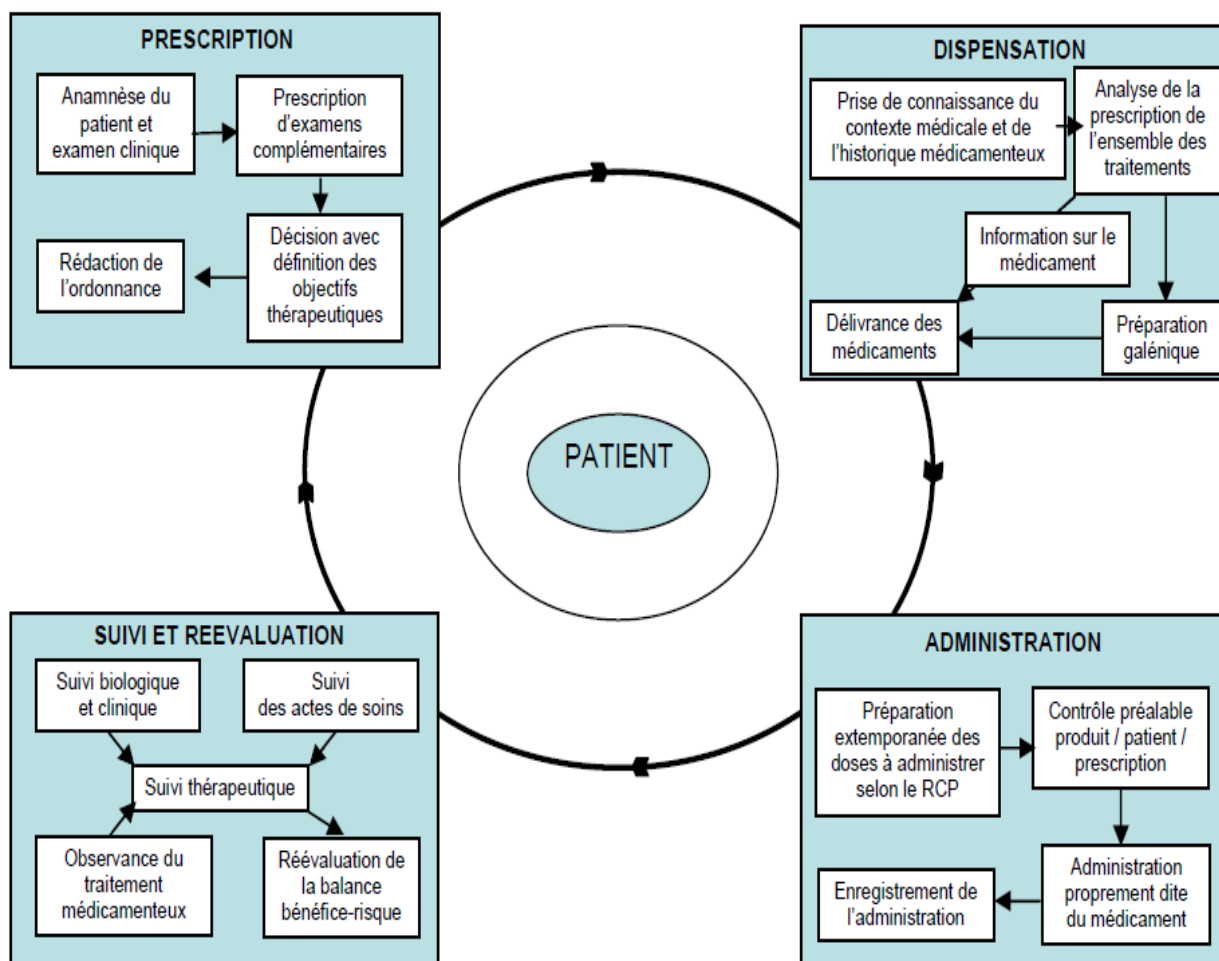 PRESCRIPTION
Anamnèse du
patient et
examen clinique
Prescription
d’examens
complémentaires
Rédaction de
l’ordonnance
Décision avec
définition des
objectifs
thérapeutiques
DISPENSATION
Prise de connaissance du
contexte médicale et de
l’historique médicamenteux
Analyse de la
prescription de
l’ensemble des
traitements
Information sur le
médicament
Délivrance des
médicaments
Préparation
galénique
PATIENT
SUIVI ET REEVALUATION
Suivi biologique
et clinique
Suivi
des actes de soins
Suivi thérapeutique
Observance du
traitement
médicamenteux
Réévaluation de
la balance
bénéfice-risque
ADMINISTRATION
Préparation
extemporanée des
doses à administrer
selon le RCP
Contrôle préalable
produit / patient /
prescription
Enregistrement de
l’administration
Administration
proprement dite
du médicament